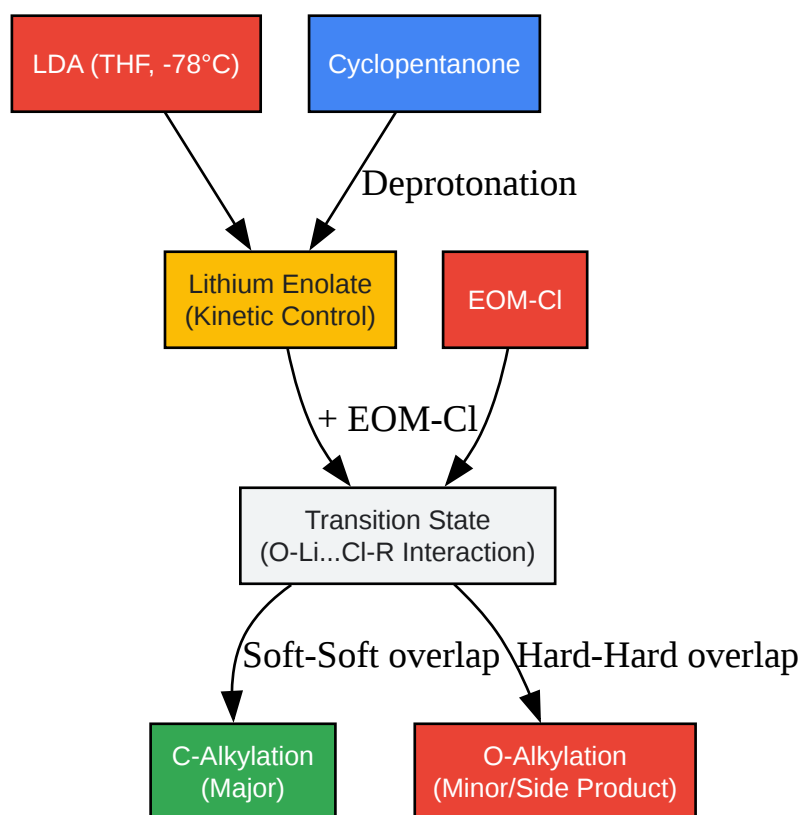 LDA (THF, -78°C)
Cyclopentanone
Deprotonation
Lithium Enolate
(Kinetic Control)
EOM-Cl
+ EOM-Cl
Transition State
(O-Li...Cl-R Interaction)
Soft-Soft overlap
Hard-Hard overlap
C-Alkylation
(Major)
O-Alkylation
(Minor/Side Product)